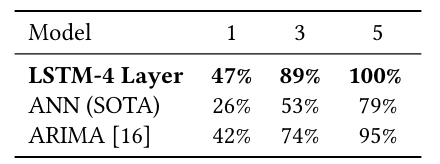 Model 1 3 5
LSTM-4 Layer 47% 89% 100%
ANN (SOTA) 26% 53% 79%
ARIMA [16] 42% 74% 95%